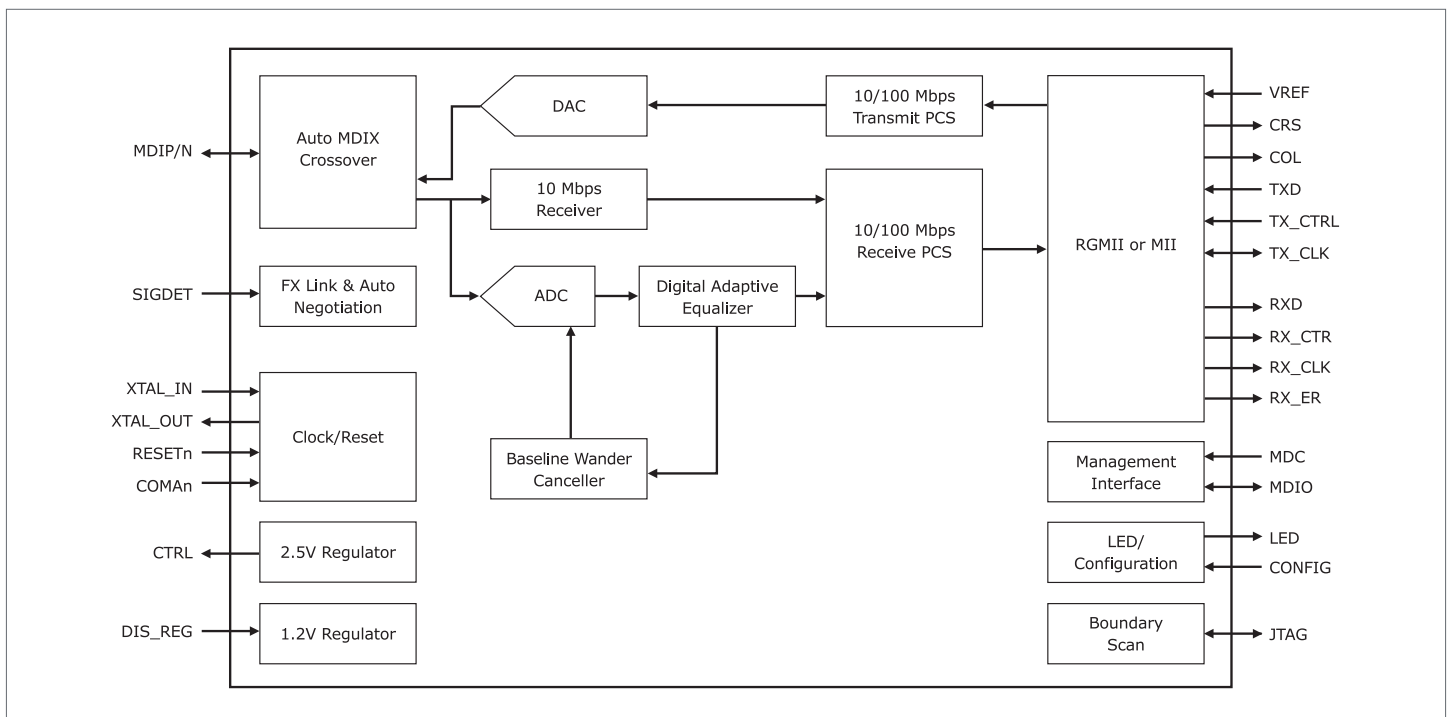 MDIP/N
SIGDET
XTAL_IN
XTAL_OUT
RESETn
COMAn
CTRL
DIS_REG
Auto MDIX
Crossover
FX Link & Auto
Negotiation
Clock/Reset
2.5V Regulator
1.2V Regulator
DAC
10 Mbps
Receiver
ADC
Digital Adaptive
Equalizer
Baseline Wander
Canceller
10/100 Mbps
Transmit PCS
10/100 Mbps
Receive PCS
RGMII or MII
Management
Interface
LED/
Configuration
Boundary
Scan
VREF
CRS
COL
TXD
TX_CTRL
TX_CLK
RXD
RX_CTR
RX_CLK
RX_ER
MDC
MDIO
LED
CONFIG
JTAG